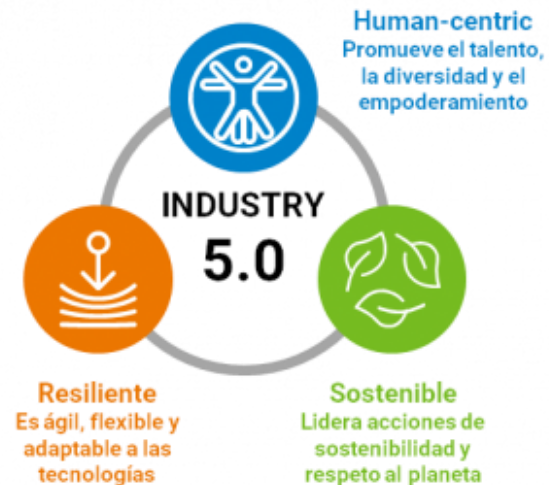 Human-centric
Promueve el talento,
la diversidad y el
empoderamiento
INDUSTRY
5.0
Resiliente
Es ágil, flexible y
adaptable a las
tecnologías
Sostenible
Lidera acciones de
sostenibilidad y
respeto al planeta